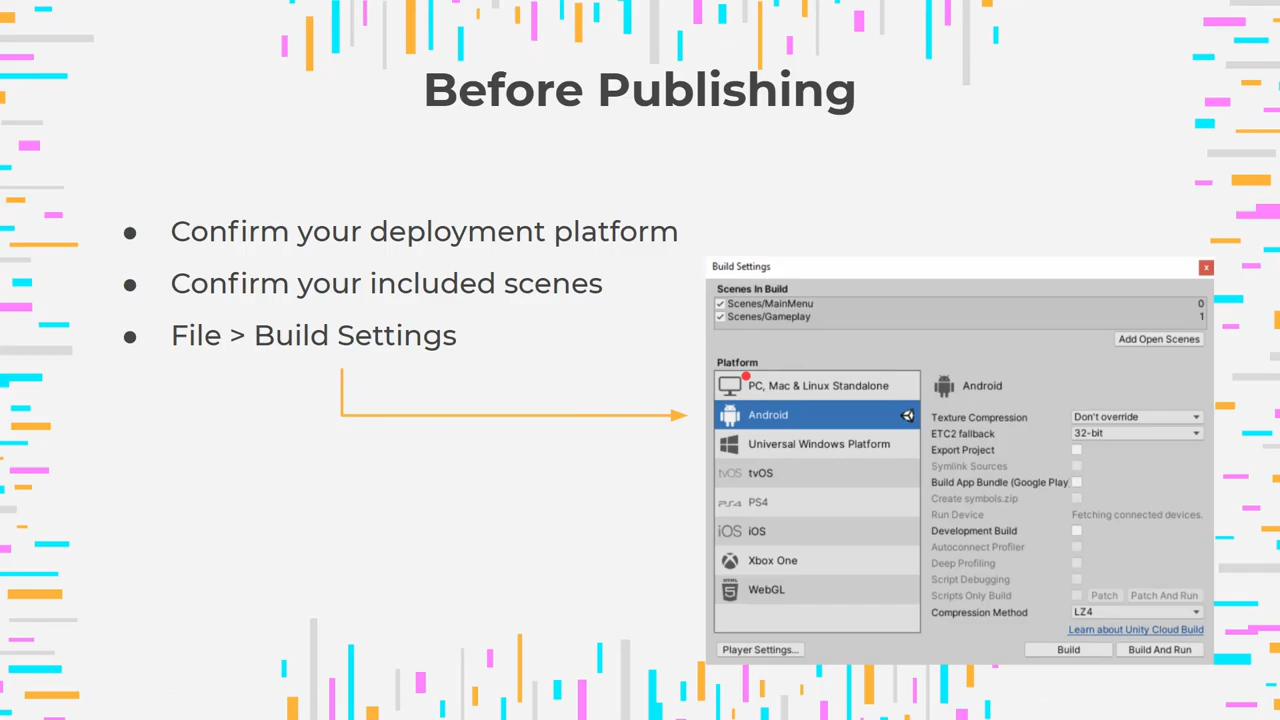 Before Publishing
● Confirm your deployment platform
● Confirm your included scenes
● File > Build Settings
Build Settings
x
Scenes In Build
Scenes/MainMenu 0
Scenes/Gameplay 1
Add Open Scenes
Platform
PC, Mac & Linux Standalone
Android
Universal Windows Platform
tvOS tvOS
PS4 PS4
iOS iOS
Xbox One
HTML 5 WebGL
Android
Texture Compression Don't override
ETC2 fallback 32-bit
Export Project
Symlink Sources
Build App Bundle (Google Play
Create symbols.zip
Run Device Fetching connected devices.
Development Build
Autoconnect Profiler
Deep Profiling
Script Debugging
Scripts Only Build Patch Patch And Run
Compression Method LZ4
Learn about Unity Cloud Build
Player Settings... Build Build And Run